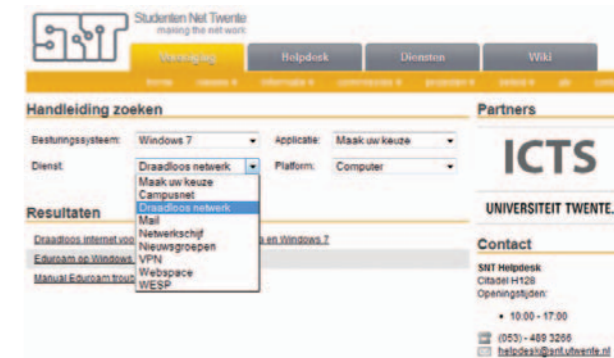 SNT
Studenten Net Twente
making the net work
Vereniging Helpdesk Diensten Wiki
Handleiding zoeken
Besturingssysteem: Windows 7 Applicatie: Maak uw keuze
Dienst: Draadloos netwerk Platform: Computer
Maak uw keuze
Campusnet
Draadloos netwerk
Mail
Netwerkschijf
Nieuwsgroepen
VPN
Webspace
WESP
Resultaten
Draadloos internet voo a en Windows 7
Eduroam op Windows
Manual Eduroam trou
Partners
ICTS
UNIVERSITEIT TWENTE.
Contact
SNT Helpdesk
Citadel H128
Openingstijden:
• 10:00 - 17:00
(053) - 489 3266
helpdesk@snt.utwente.nl